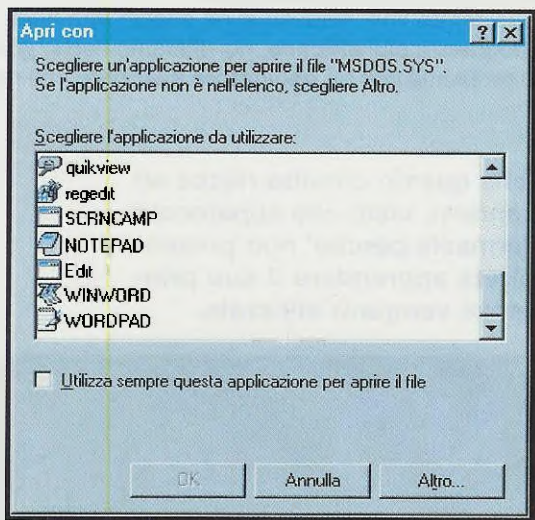 Apri con
Scegliere un'applicazione per aprire il file "MSDOS.SYS".
Se l'applicazione non è nell'elenco, scegliere Altro.
Scegliere l'applicazione da utilizzare:
quikview
regedit
SCRNCAMP
NOTEPAD
Edit
WINWORD
WORDPAD
Utilizza sempre questa applicazione per aprire il file
OK
Annulla
Altro...